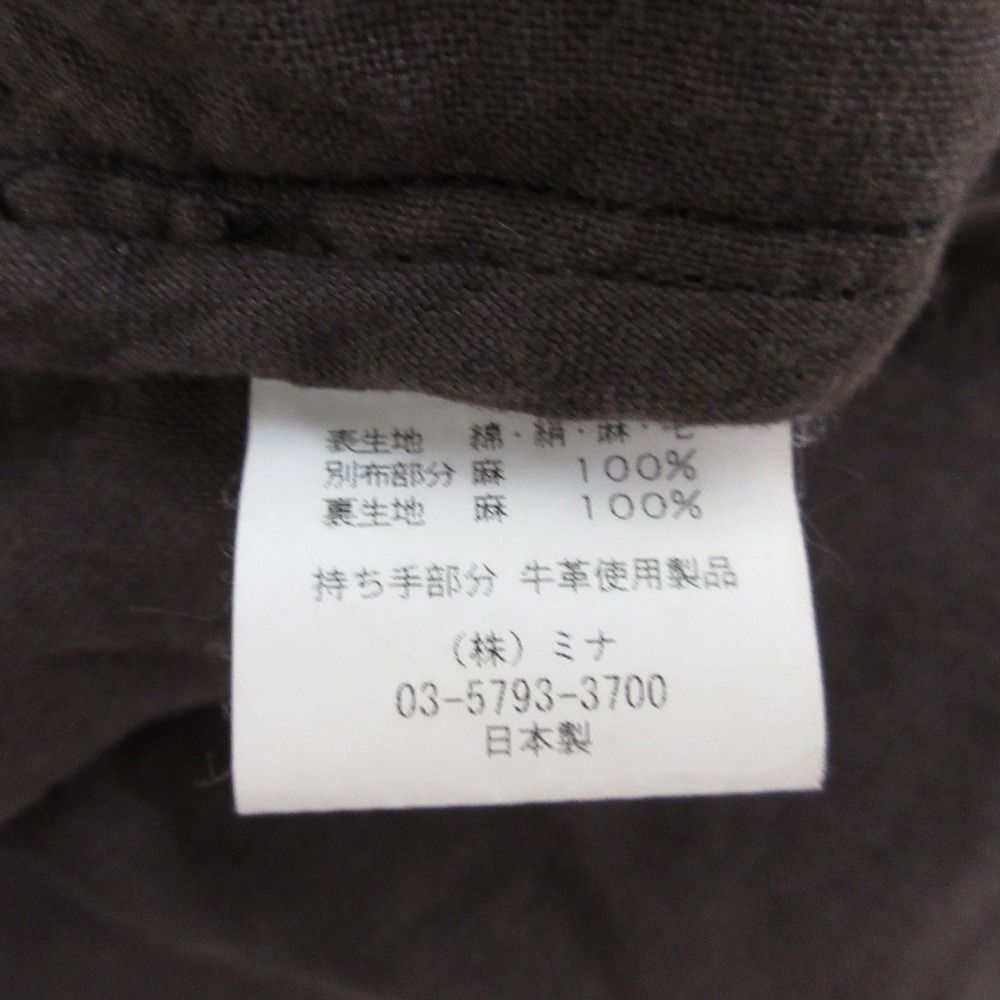 表生地 綿・絹・麻・毛
別布部分 麻 100%
裏生地 麻 100%
持ち手部分 牛革使用製品
(株) ミナ
03-5793-3700
日本製